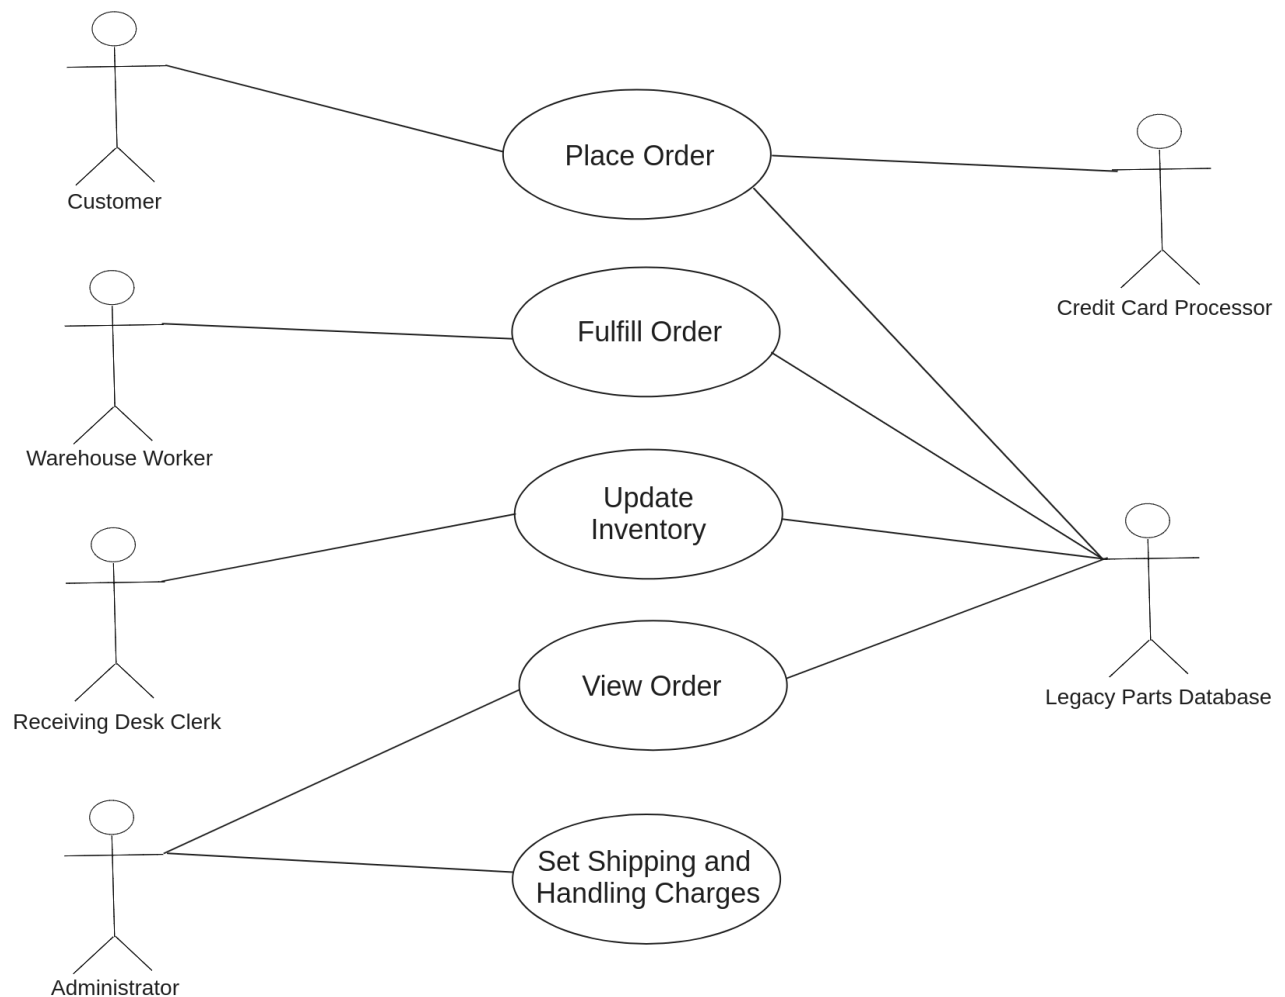 Customer
Place Order
Credit Card Processor
Warehouse Worker
Fulfill Order
Receiving Desk Clerk
Update
Inventory
Legacy Parts Database
View Order
Administrator
Set Shipping and
Handling Charges